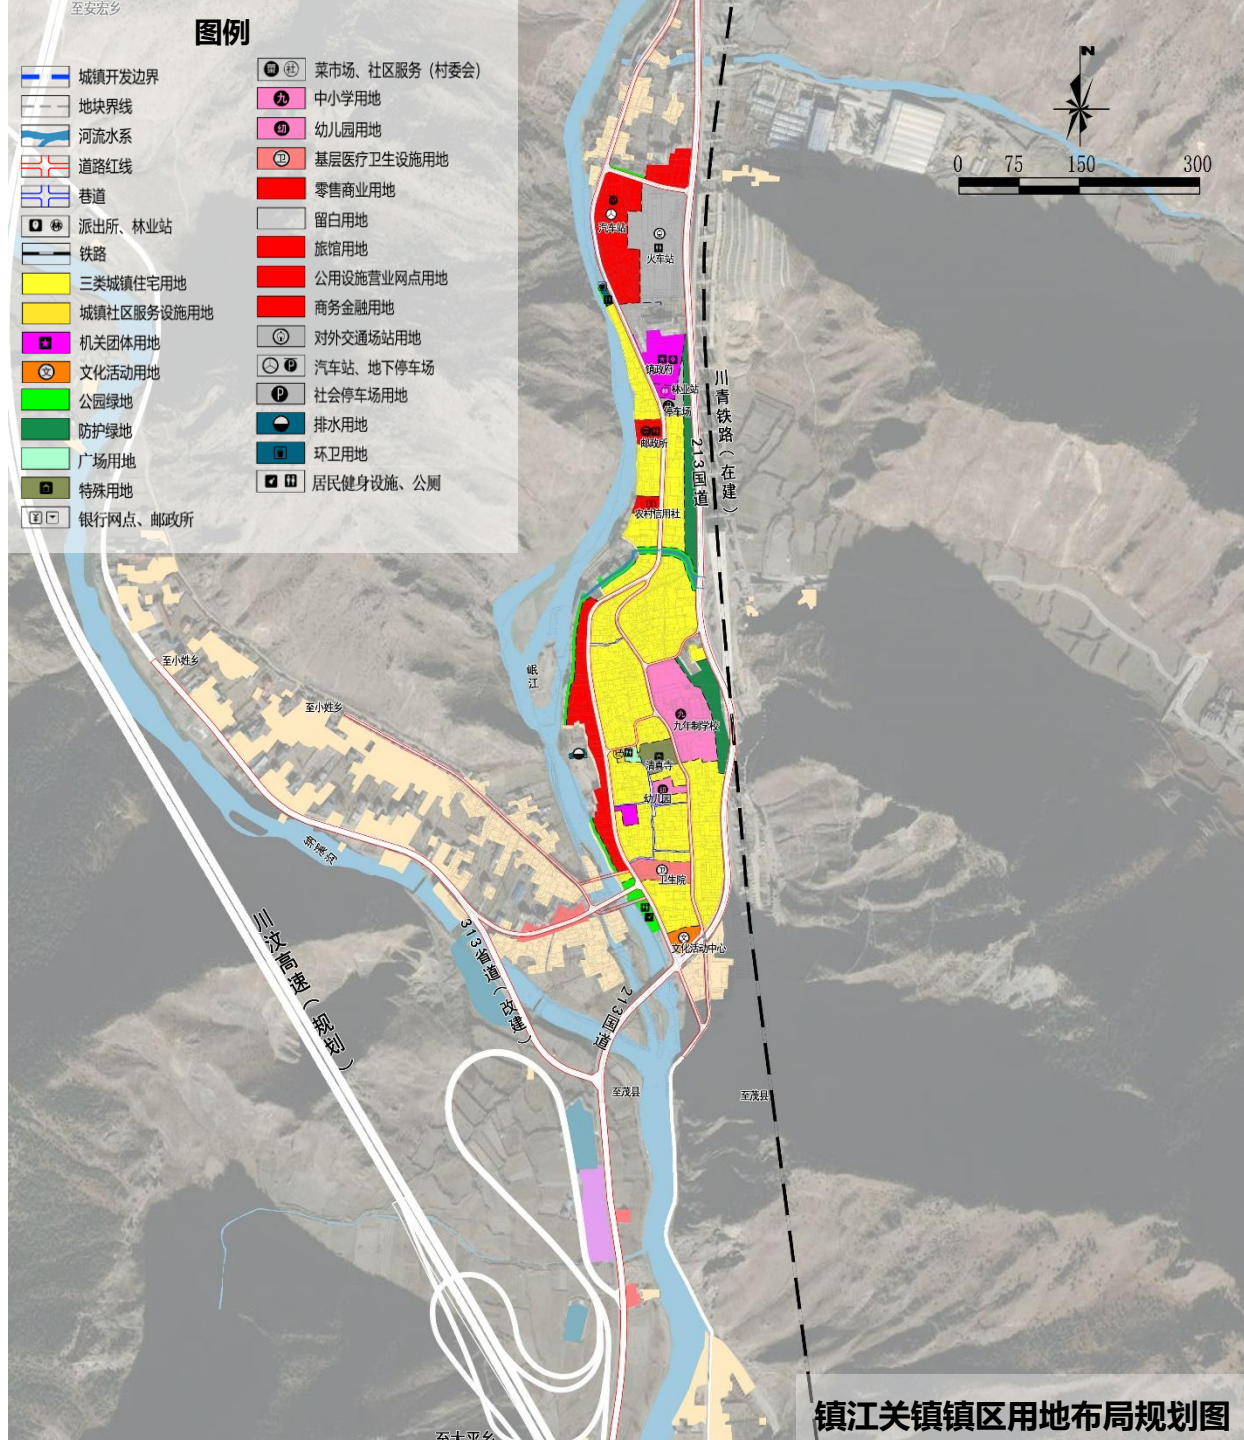 至安宏乡
图例
城镇开发边界
地块界线
河流水系
道路红线
巷道
派出所、林业站
铁路
三类城镇住宅用地
城镇社区服务设施用地
机关团体用地
文化活动用地
公园绿地
防护绿地
广场用地
特殊用地
银行网点、邮政所
菜市场、社区服务（村委会）
中小学用地
幼儿园用地
基层医疗卫生设施用地
零售商业用地
留白用地
旅馆用地
公用设施营业网点用地
商务金融用地
对外交通场站用地
汽车站、地下停车场
社会停车场用地
排水用地
环卫用地
居民健身设施、公厕
N
0 75 150 300
汽车站
火车站
镇政府
林业站
停车场
邮政所
农村信用社
213国道
川青铁路（在建）
岷江
至小姓乡
至小姓乡
九年制学校
清真寺
幼儿园
卫生院
文化活动中心
川汶高速（规划）
313省道（改建）
213国道
至茂县
至茂县
至太平乡
镇江关镇镇区用地布局规划图